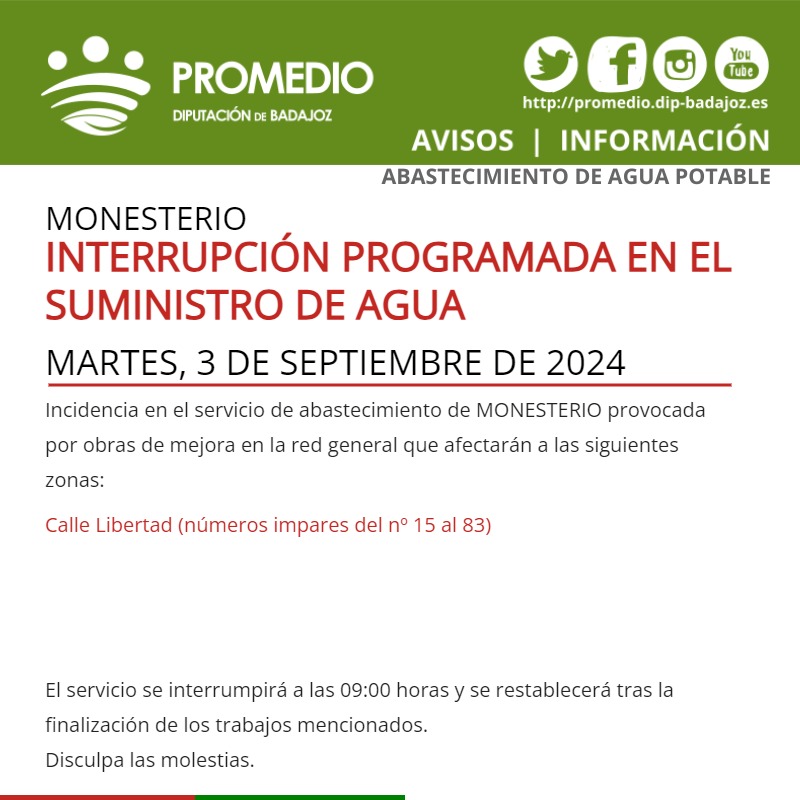 PROMEDIO
DIPUTACIÓN DE BADAJOZ
You
Tube
http://promedio.dip-badajoz.es
AVISOS | INFORMACIÓN
ABASTECIMIENTO DE AGUA POTABLE
MONESTERIO
INTERRUPCIÓN PROGRAMADA EN EL
SUMINISTRO DE AGUA
MARTES, 3 DE SEPTIEMBRE DE 2024
Incidencia en el servicio de abastecimiento de MONESTERIO provocada
por obras de mejora en la red general que afectarán a las siguientes
zonas:
Calle Libertad (números impares del nº 15 al 83)
El servicio se interrumpirá a las 09:00 horas y se restablecerá tras la
finalización de los trabajos mencionados.
Disculpa las molestias.